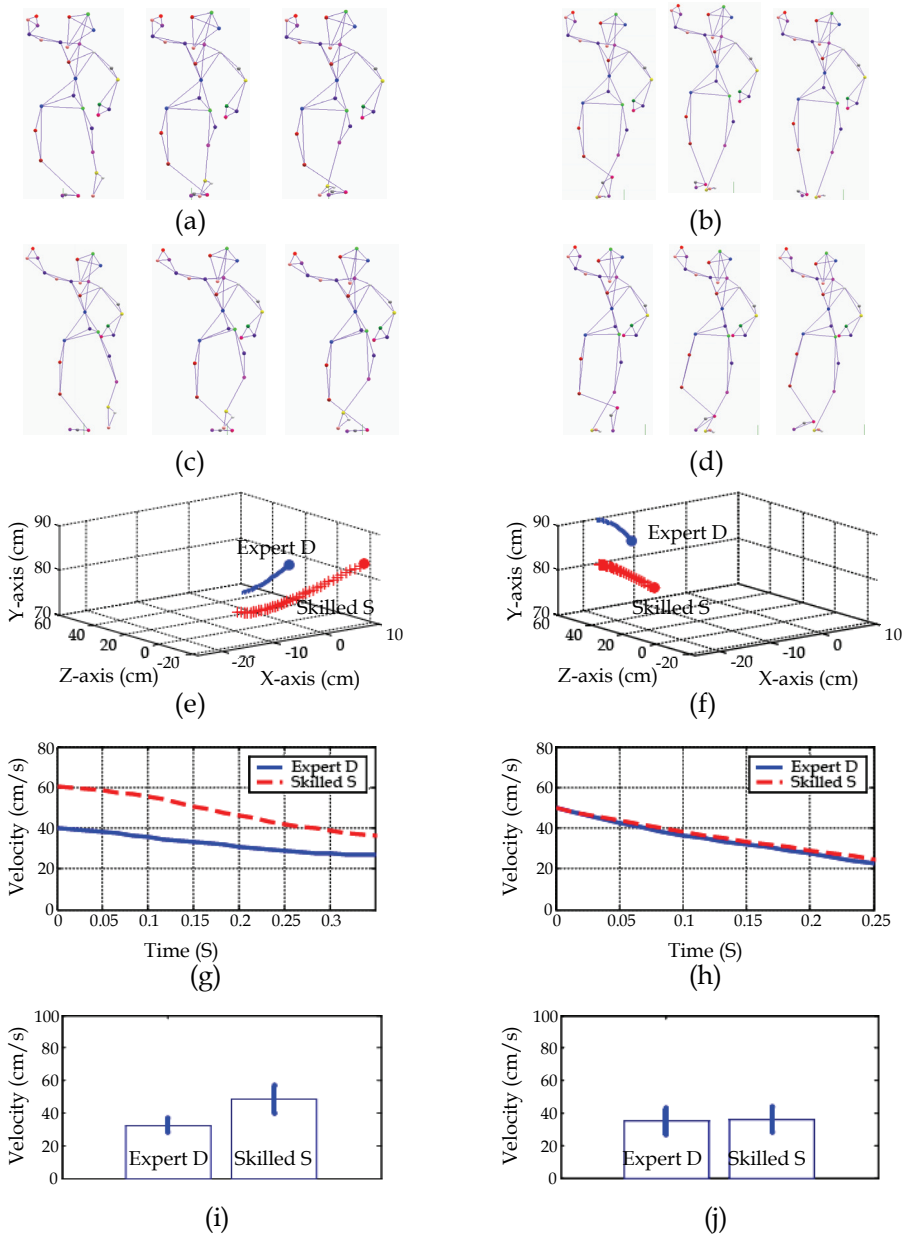 (a)
(b)
(c)
(d)
Y-axis (cm)
90
80
70
60
40
20
0
-20
Z-axis (cm)
-20
-10
0
10
X-axis (cm)
Expert D
Skilled S
(e)
Y-axis (cm)
90
80
70
60
40
20
0
-20
Z-axis (cm)
-20
-10
0
10
X-axis (cm)
Expert D
Skilled S
(f)
Velocity (cm/s)
80
60
40
20
0
0 0.05 0.1 0.15 0.2 0.25 0.3
Expert D
Skilled S
Time (S)
(g)
Velocity (cm/s)
80
60
40
20
0
0 0.05 0.1 0.15 0.2 0.25
Expert D
Skilled S
Time (S)
(h)
Velocity (cm/s)
100
80
60
40
20
0
Expert D Skilled S
(i)
Velocity (cm/s)
100
80
60
40
20
0
Expert D Skilled S
(j)